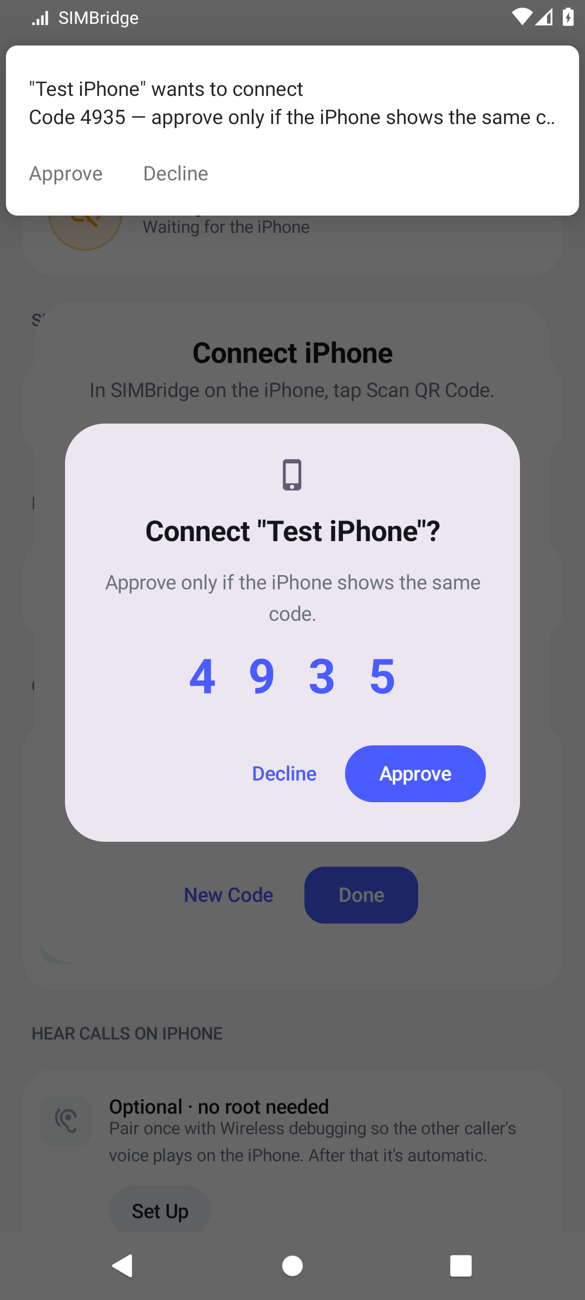 SIMBridge
"Test iPhone" wants to connect
Code 4935 — approve only if the iPhone shows the same c..
Approve Decline
Waiting for the iPhone
Connect iPhone
In SIMBridge on the iPhone, tap Scan QR Code.
Connect "Test iPhone"?
Approve only if the iPhone shows the same
code.
4 9 3 5
Decline Approve
New Code Done
HEAR CALLS ON IPHONE
Optional · no root needed
Pair once with Wireless debugging so the other caller's
voice plays on the iPhone. After that it's automatic.
Set Up